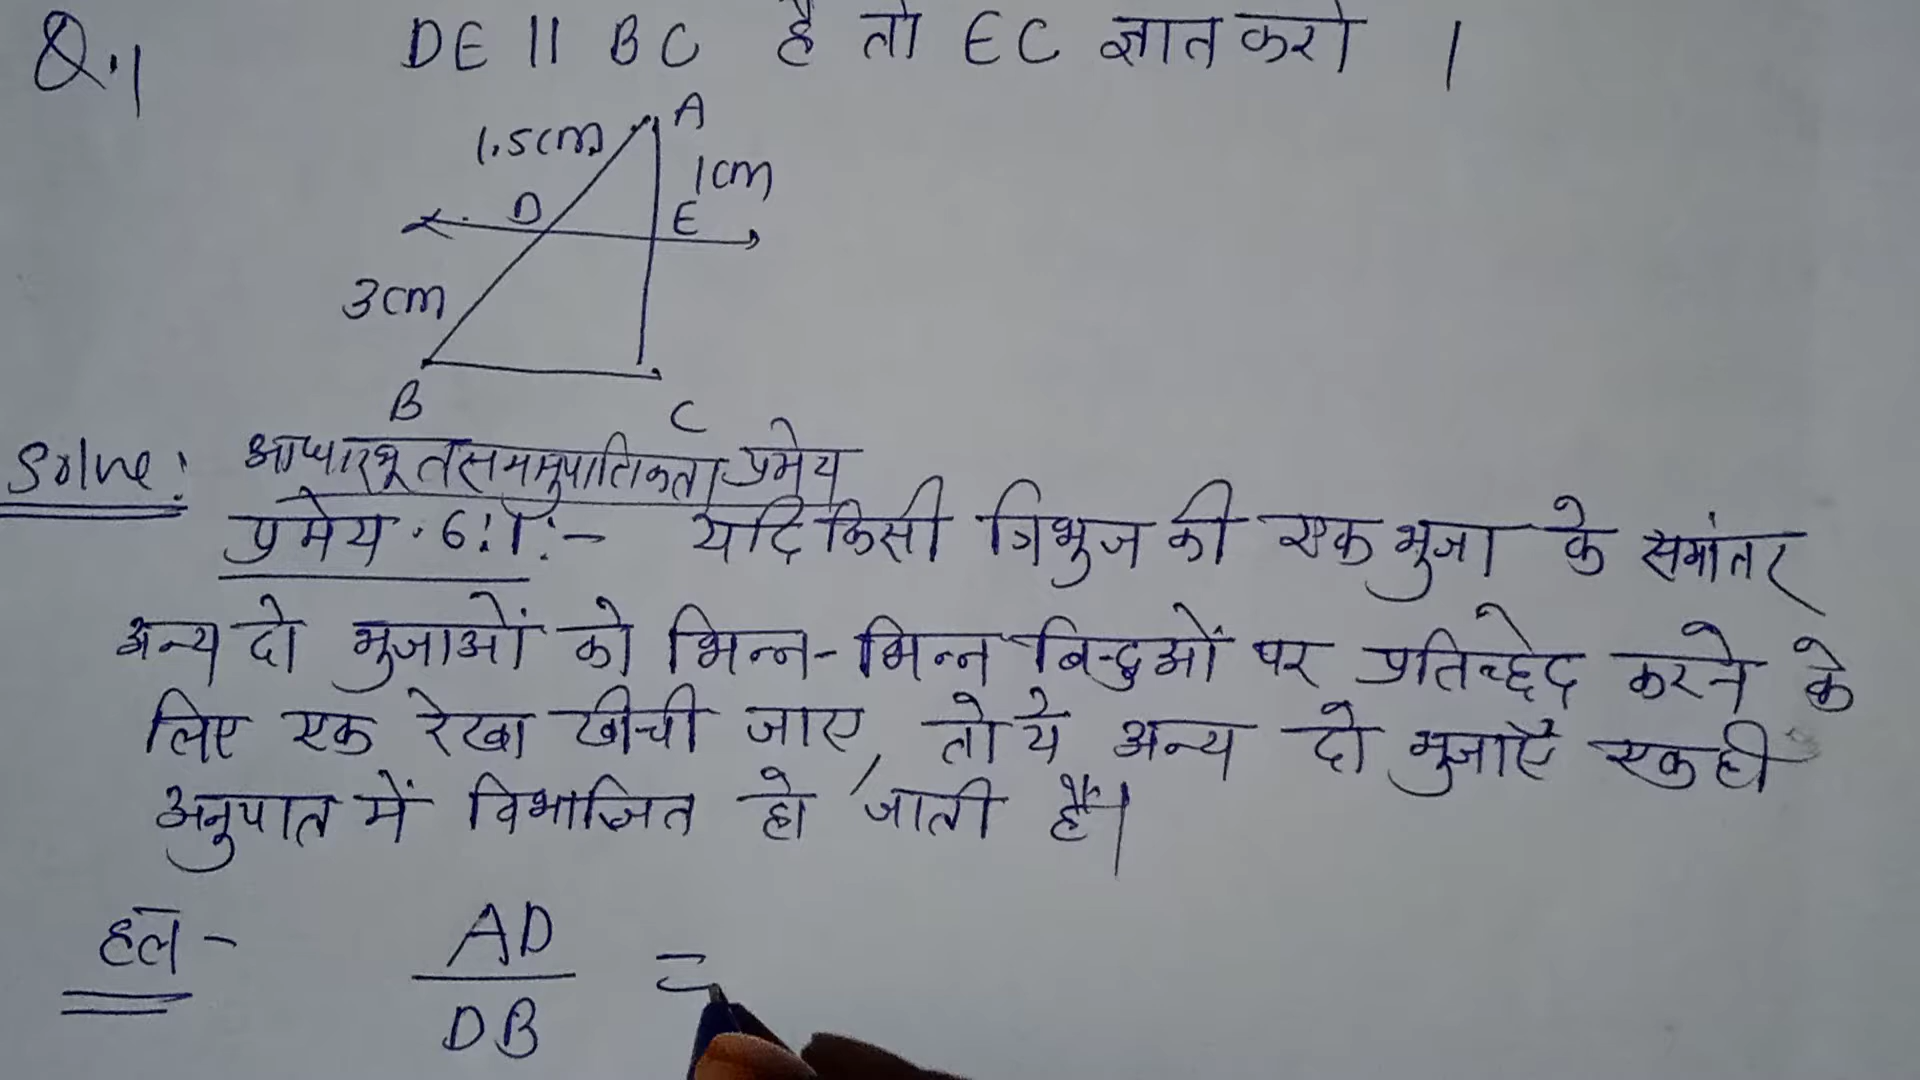 Q.1 DE || BC है तो EC ज्ञात करो ।
A
1.5cm
1cm
D
E
3cm
B
C
Solve: आधारभूत समानुपातिकता प्रमेय
प्रमेय .6.1:- यदि किसी त्रिभुज की एक भुजा के समांतर
अन्य दो भुजाओं को भिन्न-भिन्न बिन्दुओं पर प्रतिच्छेद करने के
लिए एक रेखा खींची जाए, तो ये अन्य दो भुजाएँ एक ही
अनुपात में विभाजित हो जाती हैं।
हल - AD
=
DB